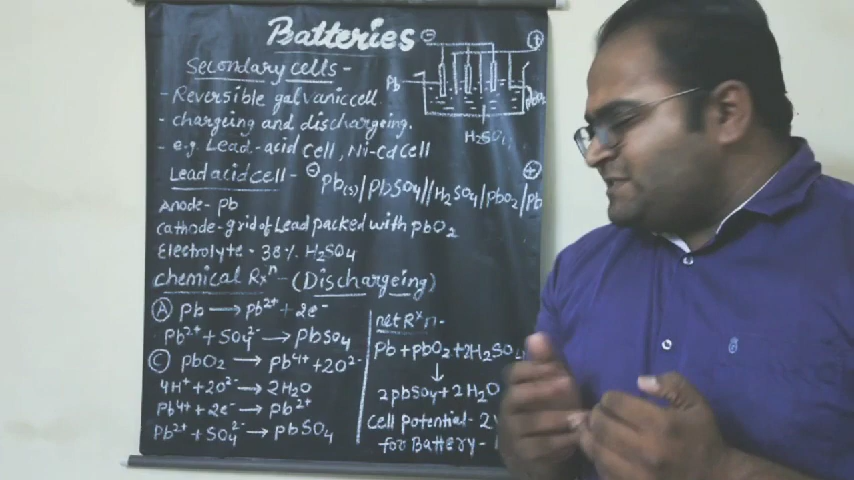 Batteries
⊖ ⊕
Secondary cells -
Pb
- Reversible galvanic cell
pbO₂
- chargeing and dischargeing.
H₂SO₄
- e.g. Lead-acid cell, Ni-Cd cell
Lead acid cell - ⊖ Pb(s)/PbSO₄//H₂SO₄/PbO₂/Pb ⊕
Anode - Pb
cathode - grid of Lead packed with pbO₂
Electrolyte - 38% H₂SO₄
chemical Rxⁿ - (Dischargeing)
Ⓐ Pb → Pb²⁺ + 2e⁻
Pb²⁺ + SO₄²⁻ → PbSO₄
Ⓒ PbO₂ → Pb⁴⁺ + 2O²⁻
4H⁺ + 2O²⁻ → 2H₂O
Pb⁴⁺ + 2e⁻ → Pb²⁺
Pb²⁺ + SO₄²⁻ → PbSO₄
net Rxn -
Pb + pbO₂ + 2H₂SO₄
↓
2pbSO₄ + 2H₂O
Cell Potential - 2V
for Battery -